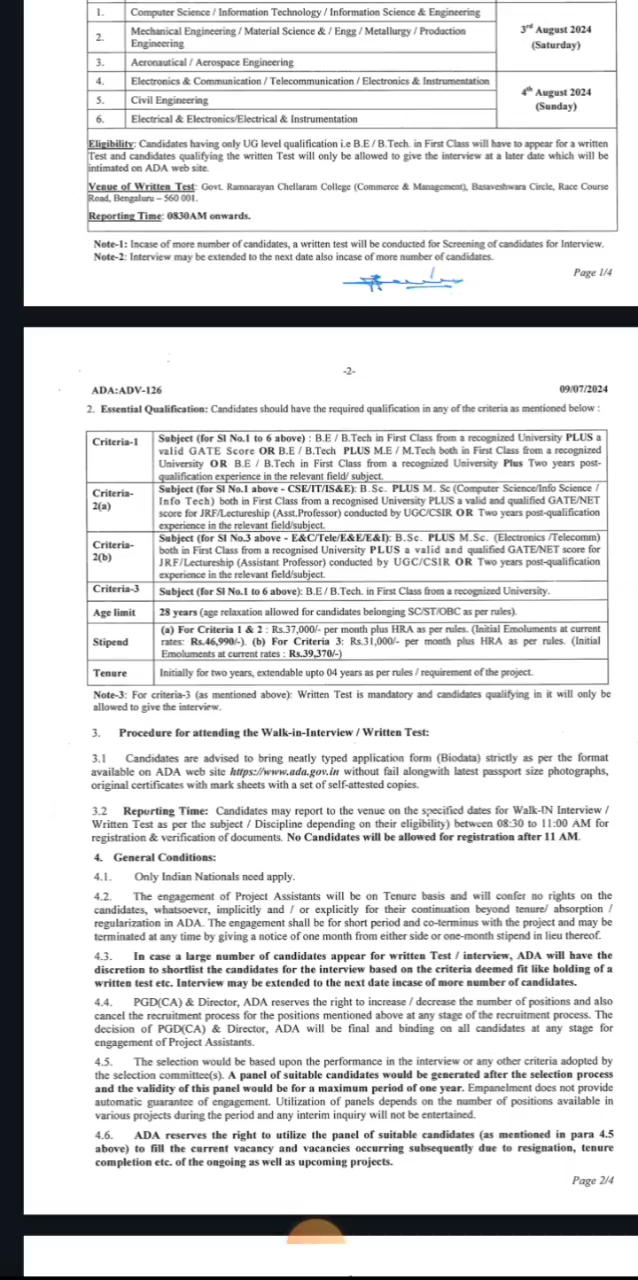 1. Computer Science / Information Technology / Information Science & Engineering
2. Mechanical Engineering / Material Science & / Engg / Metallurgy / Production
Engineering
3. Aeronautical / Aerospace Engineering
3rd August 2024
(Saturday)
4. Electronics & Communication / Telecommunication / Electronics & Instrumentation
5. Civil Engineering
6. Electrical & Electronics/Electrical & Instrumentation
4th August 2024
(Sunday)
Eligibility: Candidates having only UG level qualification i.e B.E / B.Tech. in First Class will have to appear for a written
Test and candidates qualifying the written Test will only be allowed to give the interview at a later date which will be
intimated on ADA web site.
Venue of Written Test: Govt. Ramnarayan Chellaram College (Commerce & Management), Basaveshwara Circle, Race Course
Road, Bengaluru – 560 001.
Reporting Time: 0830AM onwards.
Note-1: Incase of more number of candidates, a written test will be conducted for Screening of candidates for Interview.
Note-2: Interview may be extended to the next date also incase of more number of candidates.
Page 1/4
-2-
ADA:ADV-126 09/07/2024
2. Essential Qualification: Candidates should have the required qualification in any of the criteria as mentioned below :
Criteria-1
Subject (for SI No.1 to 6 above) : B.E / B.Tech in First Class from a recognized University PLUS a
valid GATE Score OR B.E / B.Tech PLUS M.E / M.Tech both in First Class from a recognized
University OR B.E / B.Tech in First Class from a recognized University Plus Two years post-
qualification experience in the relevant field/ subject.
Criteria-
2(a)
Subject (for SI No.1 above - CSE/IT/IS&E): B.Sc. PLUS M. Sc (Computer Science/Info Science /
Info Tech) both in First Class from a recognised University PLUS a valid and qualified GATE/NET
score for JRF/Lectureship (Asst.Professor) conducted by UGC/CSIR OR Two years post-qualification
experience in the relevant field/subject.
Criteria-
2(b)
Subject (for SI No.3 above - E&C/Tele/E&E/E&I): B.Sc. PLUS M.Sc. (Electronics /Telecomm)
both in First Class from a recognised University PLUS a valid and qualified GATE/NET score for
JRF/Lectureship (Assistant Professor) conducted by UGC/CSIR OR Two years post-qualification
experience in the relevant field/subject.
Criteria-3 Subject (for SI No.1 to 6 above): B.E / B.Tech. in First Class from a recognized University.
Age limit 28 years (age relaxation allowed for candidates belonging SC/ST/OBC as per rules).
Stipend
(a) For Criteria 1 & 2 : Rs.37,000/- per month plus HRA as per rules. (Initial Emoluments at current
rates: Rs.46,990/-). (b) For Criteria 3: Rs.31,000/- per month plus HRA as per rules. (Initial
Emoluments at current rates : Rs.39,370/-)
Tenure Initially for two years, extendable upto 04 years as per rules / requirement of the project.
Note-3: For criteria-3 (as mentioned above): Written Test is mandatory and candidates qualifying in it will only be
allowed to give the interview.
3. Procedure for attending the Walk-in-Interview / Written Test:
3.1 Candidates are advised to bring neatly typed application form (Biodata) strictly as per the format
available on ADA web site https://www.ada.gov.in without fail alongwith latest passport size photographs,
original certificates with mark sheets with a set of self-attested copies.
3.2 Reporting Time: Candidates may report to the venue on the specified dates for Walk-IN Interview /
Written Test as per the subject / Discipline depending on their eligibility) between 08:30 to 11:00 AM for
registration & verification of documents. No Candidates will be allowed for registration after 11 AM.
4. General Conditions:
4.1. Only Indian Nationals need apply.
4.2. The engagement of Project Assistants will be on Tenure basis and will confer no rights on the
candidates, whatsoever, implicitly and / or explicitly for their continuation beyond tenure/ absorption /
regularization in ADA. The engagement shall be for short period and co-terminus with the project and may be
terminated at any time by giving a notice of one month from either side or one-month stipend in lieu thereof.
4.3. In case a large number of candidates appear for written Test / interview, ADA will have the
discretion to shortlist the candidates for the interview based on the criteria deemed fit like holding of a
written test etc. Interview may be extended to the next date incase of more number of candidates.
4.4. PGD(CA) & Director, ADA reserves the right to increase / decrease the number of positions and also
cancel the recruitment process for the positions mentioned above at any stage of the recruitment process. The
decision of PGD(CA) & Director, ADA will be final and binding on all candidates at any stage for
engagement of Project Assistants.
4.5. The selection would be based upon the performance in the interview or any other criteria adopted by
the selection committee(s). A panel of suitable candidates would be generated after the selection process
and the validity of this panel would be for a maximum period of one year. Empanelment does not provide
automatic guarantee of engagement. Utilization of panels depends on the number of positions available in
various projects during the period and any interim inquiry will not be entertained.
4.6. ADA reserves the right to utilize the panel of suitable candidates (as mentioned in para 4.5
above) to fill the current vacancy and vacancies occurring subsequently due to resignation, tenure
completion etc. of the ongoing as well as upcoming projects.
Page 2/4